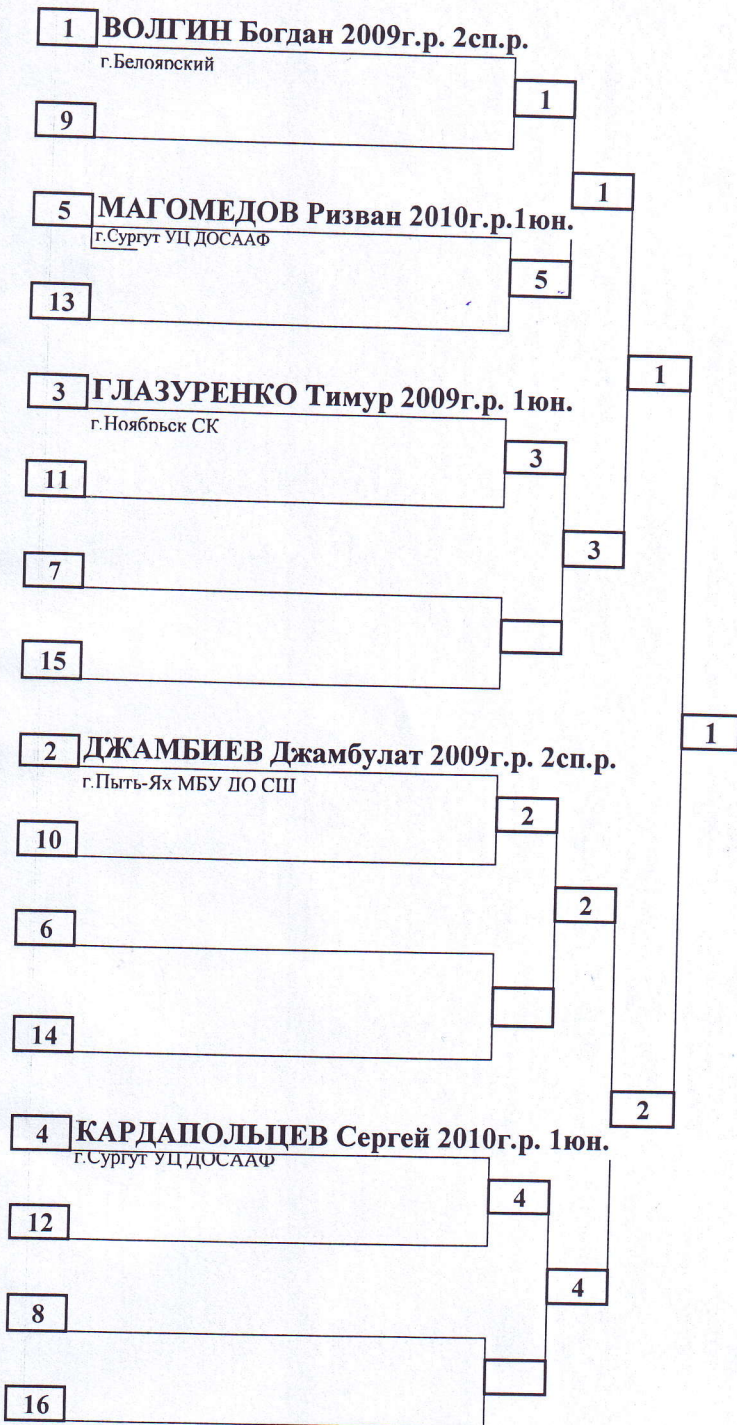 1 ВОЛГИН Богдан 2009г.р. 2сп.р.
г.Белоярский
1
9
1
5 МАГОМЕДОВ Ризван 2010г.р.1юн.
г.Сургут УЦ ДОСААФ
5
13
1
3 ГЛАЗУРЕНКО Тимур 2009г.р. 1юн.
г.Ноябрьск СК
3
11
3
7
15
1
2 ДЖАМБИЕВ Джамбулат 2009г.р. 2сп.р.
г.Пыть-Ях МБУ ДО СШ
2
10
2
6
14
2
4 КАРДАПОЛЬЦЕВ Сергей 2010г.р. 1юн.
г.Сургут УЦ ДОСААФ
4
12
4
8
16